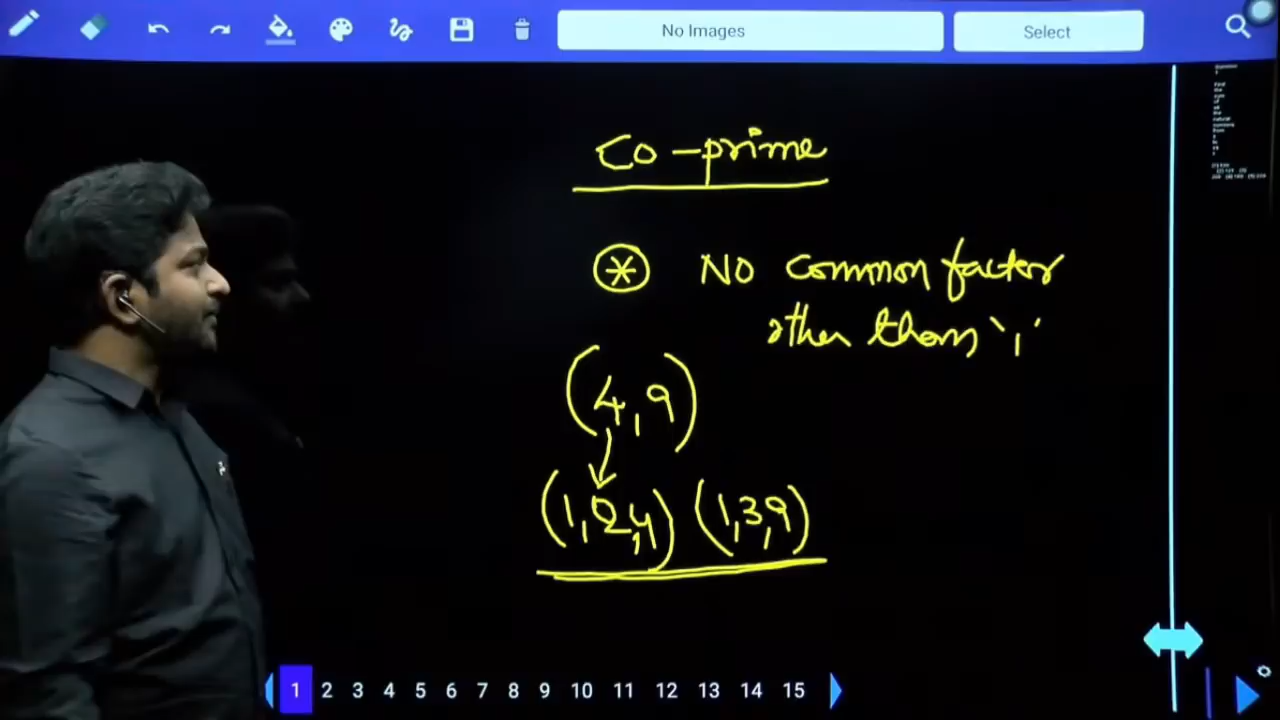 No Images
Select
Co-prime
* No common factor
other than '1'
(4,9)
(1,2,4) (1,3,9)
1 2 3 4 5 6 7 8 9 10 11 12 13 14 15